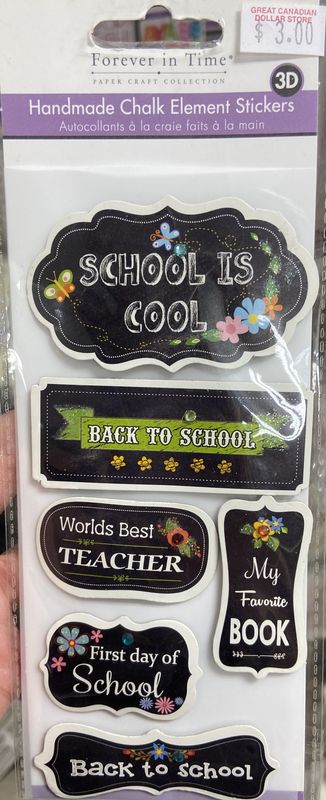 GREAT CANADIAN
DOLLAR STORE
$ 3.00
Forever in Time®
PAPER CRAFT COLLECTION
3D
Handmade Chalk Element Stickers
Autocollants à la craie faits à la main
SCHOOL IS
COOL
BACK TO SCHOOL
Worlds Best
TEACHER
My
Favorite
BOOK
First day of
School
Back to School